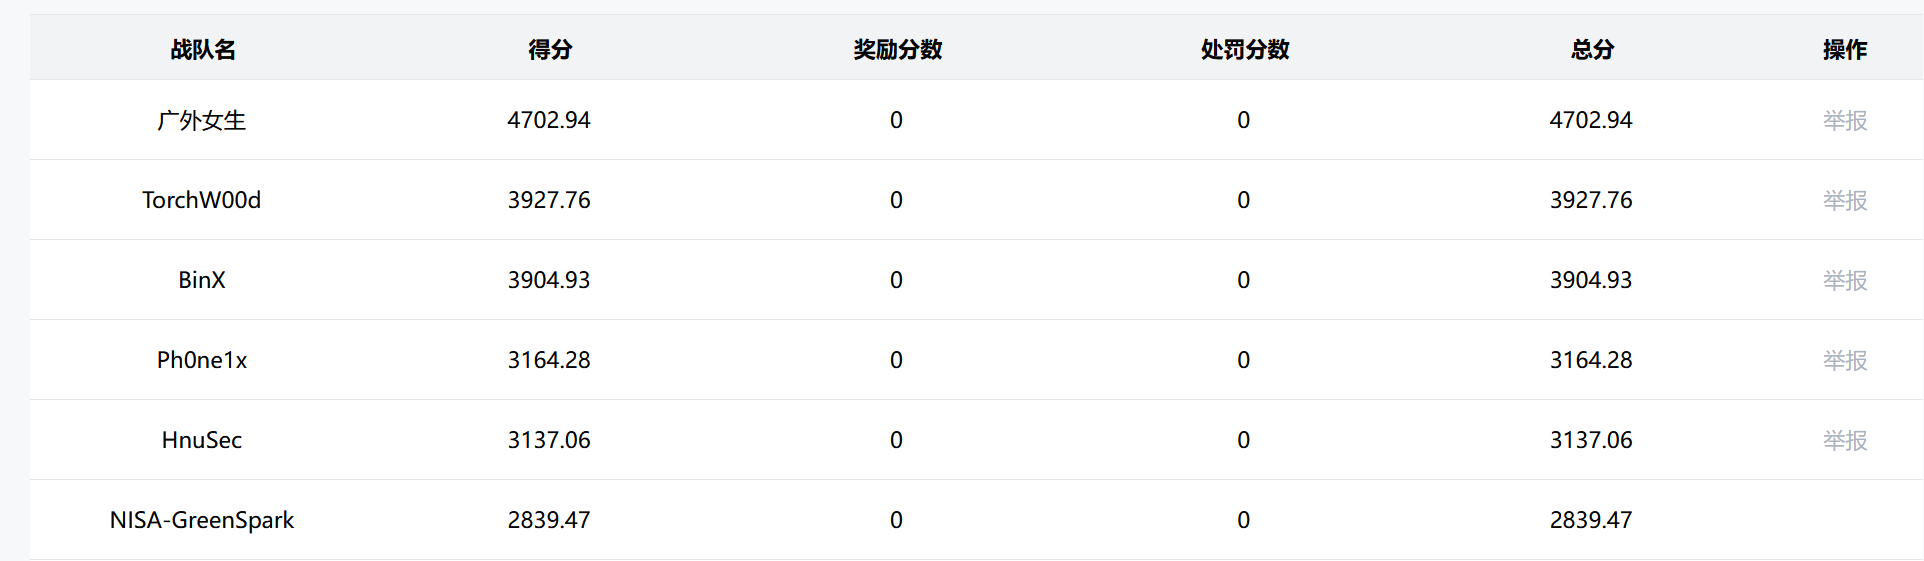 战队名 得分 奖励分数 处罚分数 总分 操作
广外女生 4702.94 0 0 4702.94 举报
TorchW00d 3927.76 0 0 3927.76 举报
BinX 3904.93 0 0 3904.93 举报
Ph0ne1x 3164.28 0 0 3164.28 举报
HnuSec 3137.06 0 0 3137.06 举报
NISA-GreenSpark 2839.47 0 0 2839.47